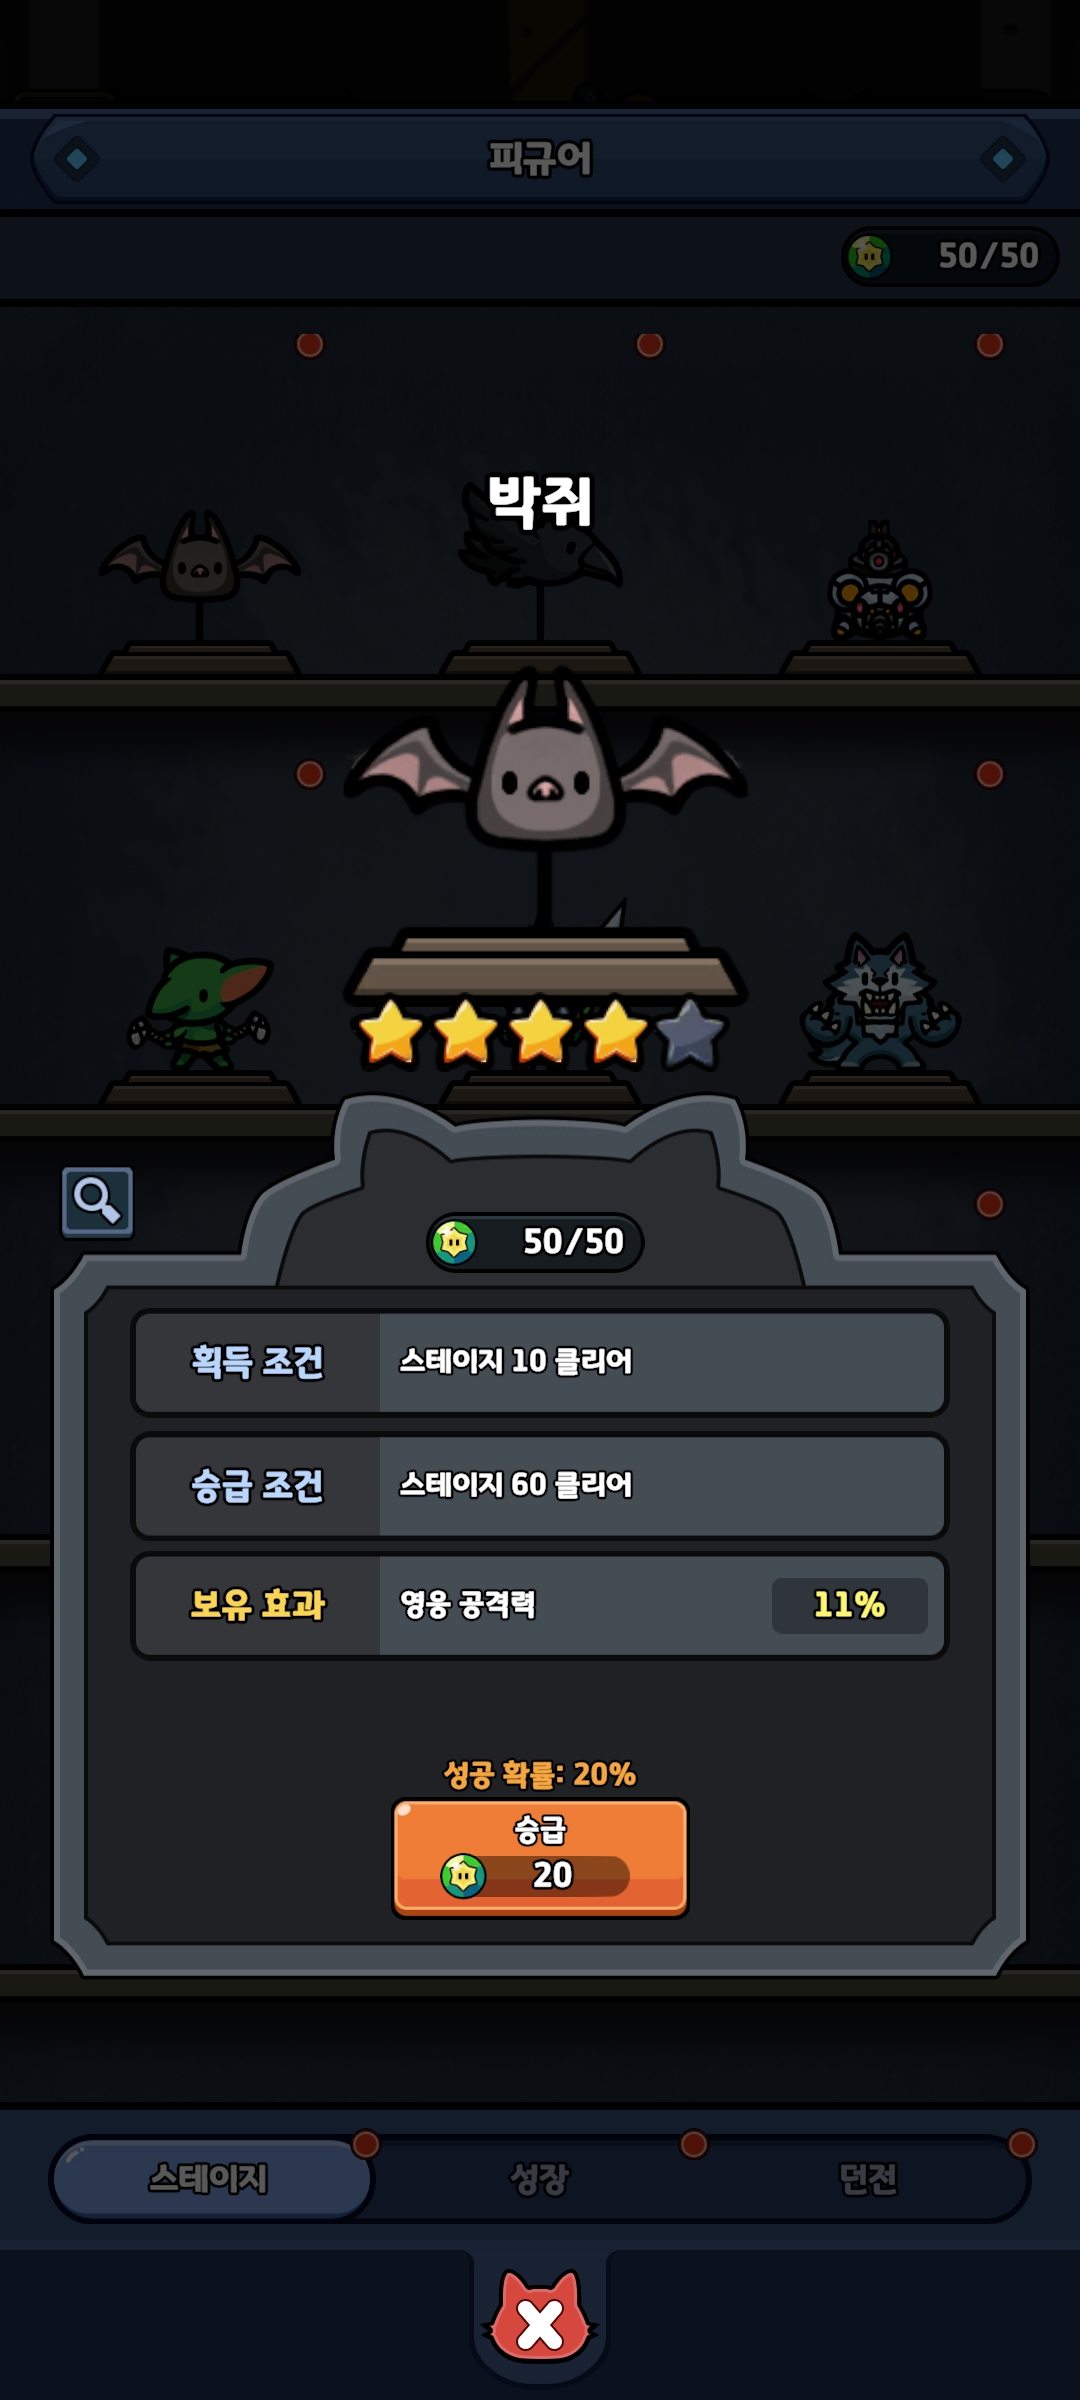 피규어
50/50
박쥐
50/50
획득 조건
스테이지 10 클리어
승급 조건
스테이지 60 클리어
보유 효과
영웅 공격력
11%
성공 확률: 20%
승급
20
스테이지
성장
던전